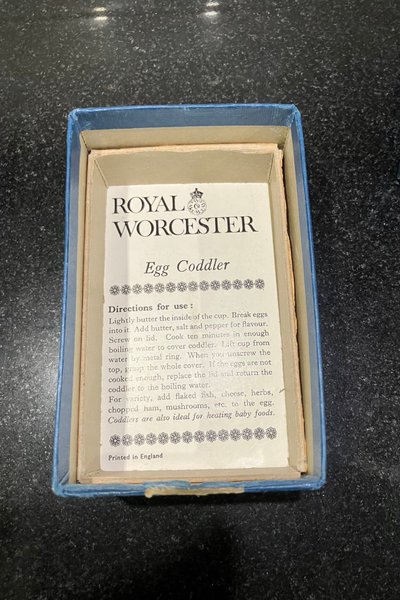 ROYAL
WORCESTER
Egg Coddler
Directions for use:
Lightly butter the inside of the cup. Break eggs
into it. Add butter, salt and pepper for flavour.
Screw on lid. Cook ten minutes in enough
boiling water to cover coddler. Lift cup from
water by metal ring. When you unscrew the
top, grasp the whole cover. If the eggs are not
cooked enough, replace the lid and return the
coddler to the boiling water.
For variety, add flaked fish, cheese, herbs,
chopped ham, mushrooms, etc. to the egg.
Coddlers are also ideal for heating baby foods.
Printed in England